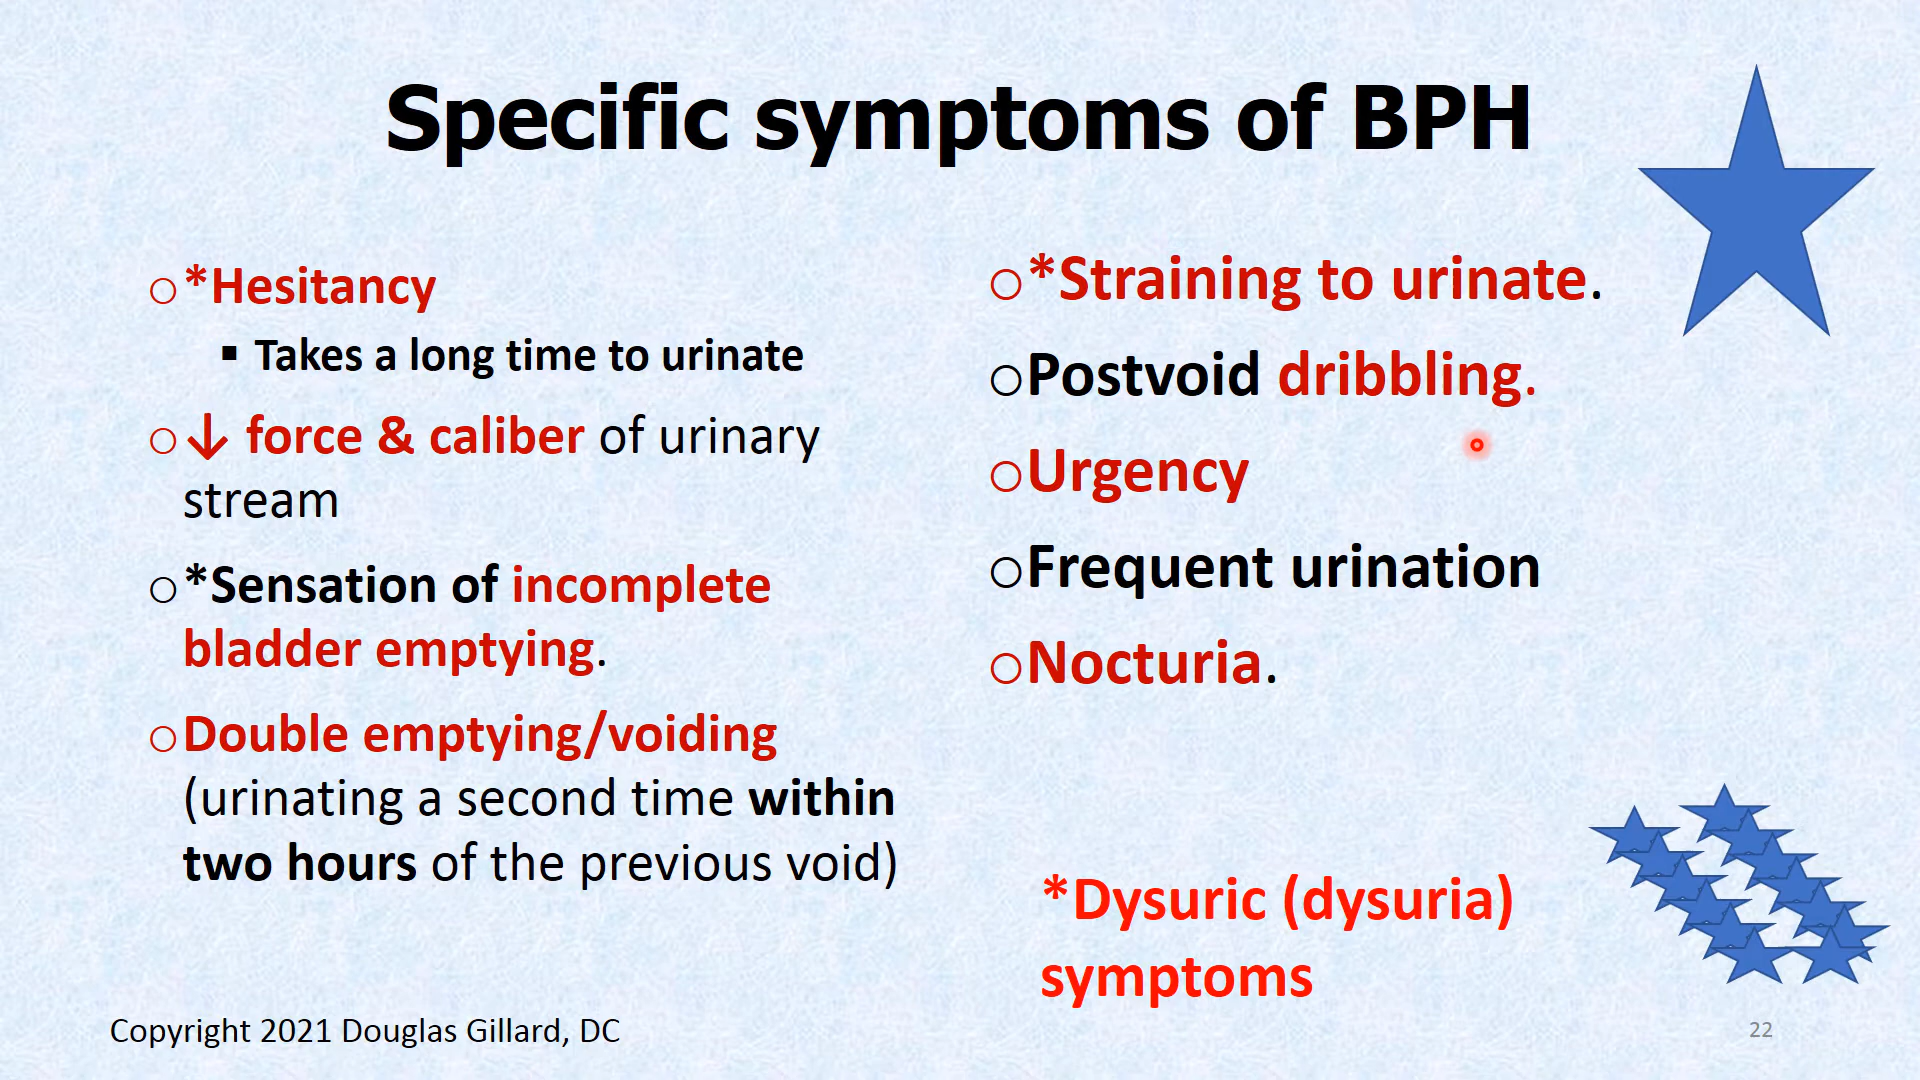 Specific symptoms of BPH
*Hesitancy
Takes a long time to urinate
↓ force & caliber of urinary
stream
*Sensation of incomplete
bladder emptying.
Double emptying/voiding
(urinating a second time within
two hours of the previous void)
*Straining to urinate.
Postvoid dribbling.
Urgency
Frequent urination
Nocturia.
*Dysuric (dysuria)
symptoms
Copyright 2021 Douglas Gillard, DC
22